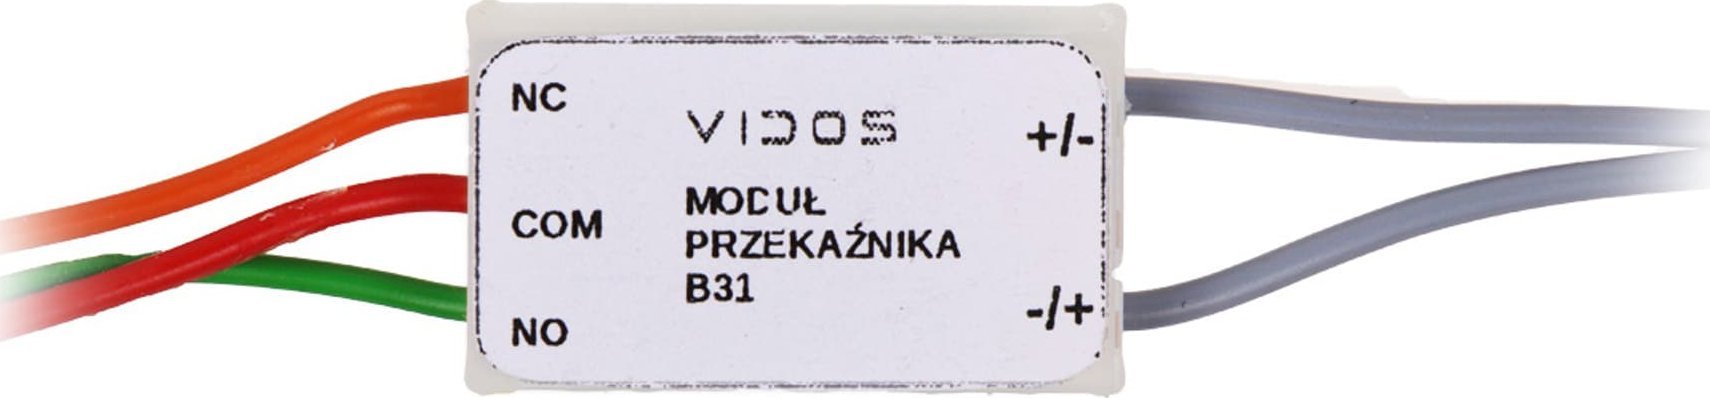 NC
COM
NO
VIDOS
MODUŁ
PRZEKAŹNIKA
B31
+/-
-/+